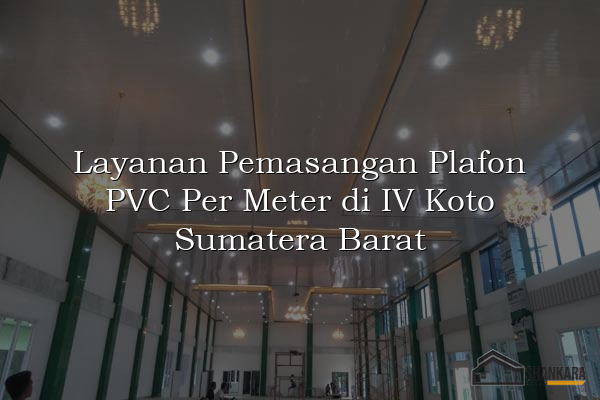 Layanan Pemasangan Plafon
PVC Per Meter di IV Koto
Sumatera Barat